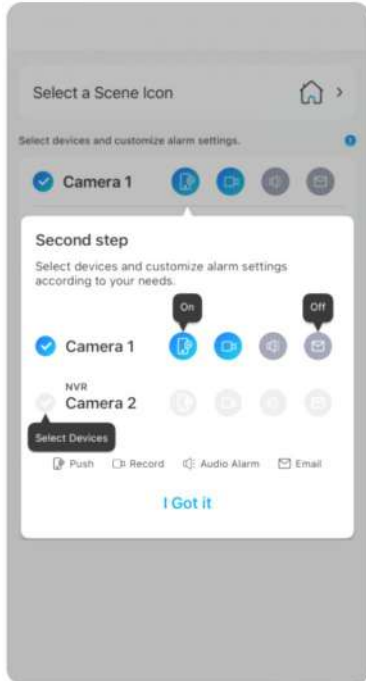 Select a Scene Icon
Select devices and customize alarm settings.
Camera 1
Second step
Select devices and customize alarm settings
according to your needs.
On
Off
Camera 1
NVR
Camera 2
Select Devices
Push Record Audio Alarm Email
I Got it